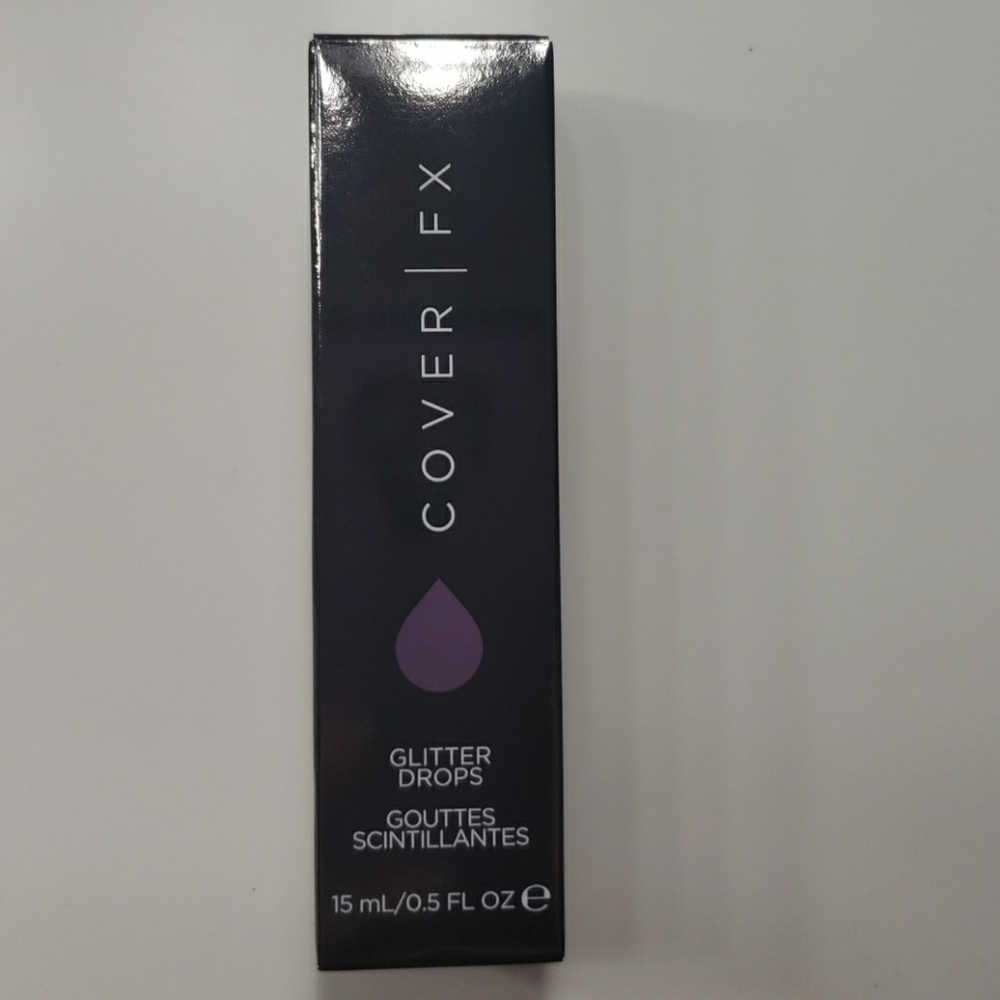 COVER | FX
GLITTER
DROPS
GOUTTES
SCINTILLANTES
15 mL/0.5 FL OZ ℮